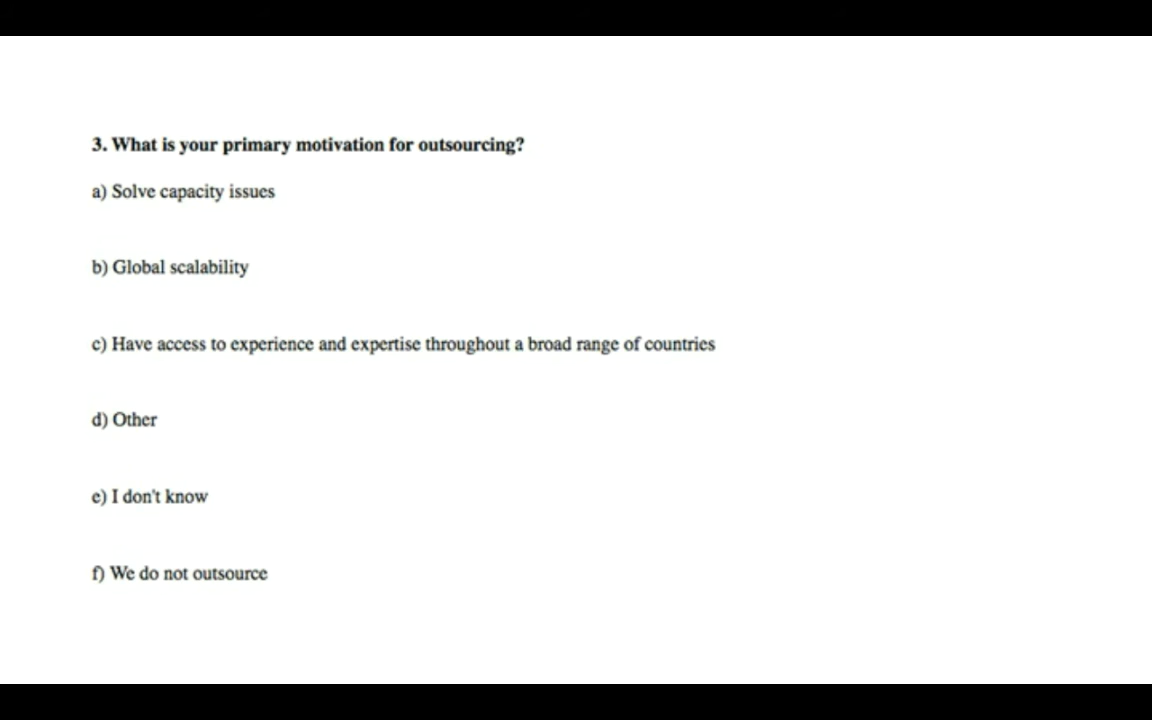 3. What is your primary motivation for outsourcing?
a) Solve capacity issues
b) Global scalability
c) Have access to experience and expertise throughout a broad range of countries
d) Other
e) I don't know
f) We do not outsource